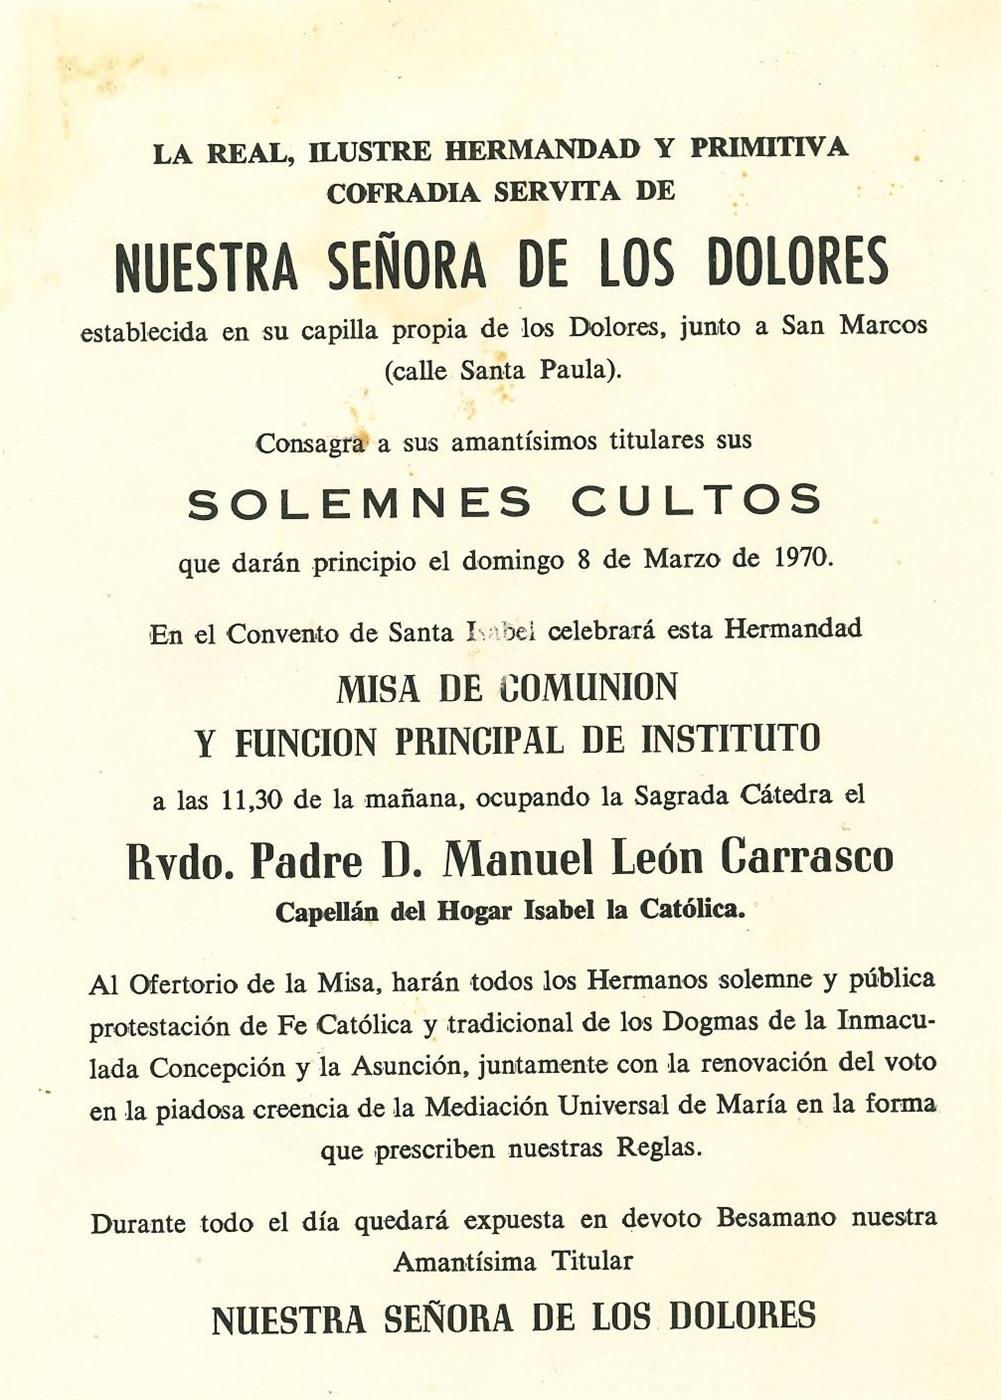 LA REAL, ILUSTRE HERMANDAD Y PRIMITIVA
COFRADIA SERVITA DE
NUESTRA SEÑORA DE LOS DOLORES
establecida en su capilla propia de los Dolores, junto a San Marcos
(calle Santa Paula).
Consagra a sus amantísimos titulares sus
SOLEMNES CULTOS
que darán principio el domingo 8 de Marzo de 1970.
En el Convento de Santa Isabel celebrará esta Hermandad
MISA DE COMUNION
Y FUNCION PRINCIPAL DE INSTITUTO
a las 11,30 de la mañana, ocupando la Sagrada Cátedra el
Rvdo. Padre D. Manuel León Carrasco
Capellán del Hogar Isabel la Católica.
Al Ofertorio de la Misa, harán todos los Hermanos solemne y pública
protestación de Fe Católica y tradicional de los Dogmas de la Inmacu-
lada Concepción y la Asunción, juntamente con la renovación del voto
en la piadosa creencia de la Mediación Universal de María en la forma
que prescriben nuestras Reglas.
Durante todo el día quedará expuesta en devoto Besamano nuestra
Amantísima Titular
NUESTRA SEÑORA DE LOS DOLORES